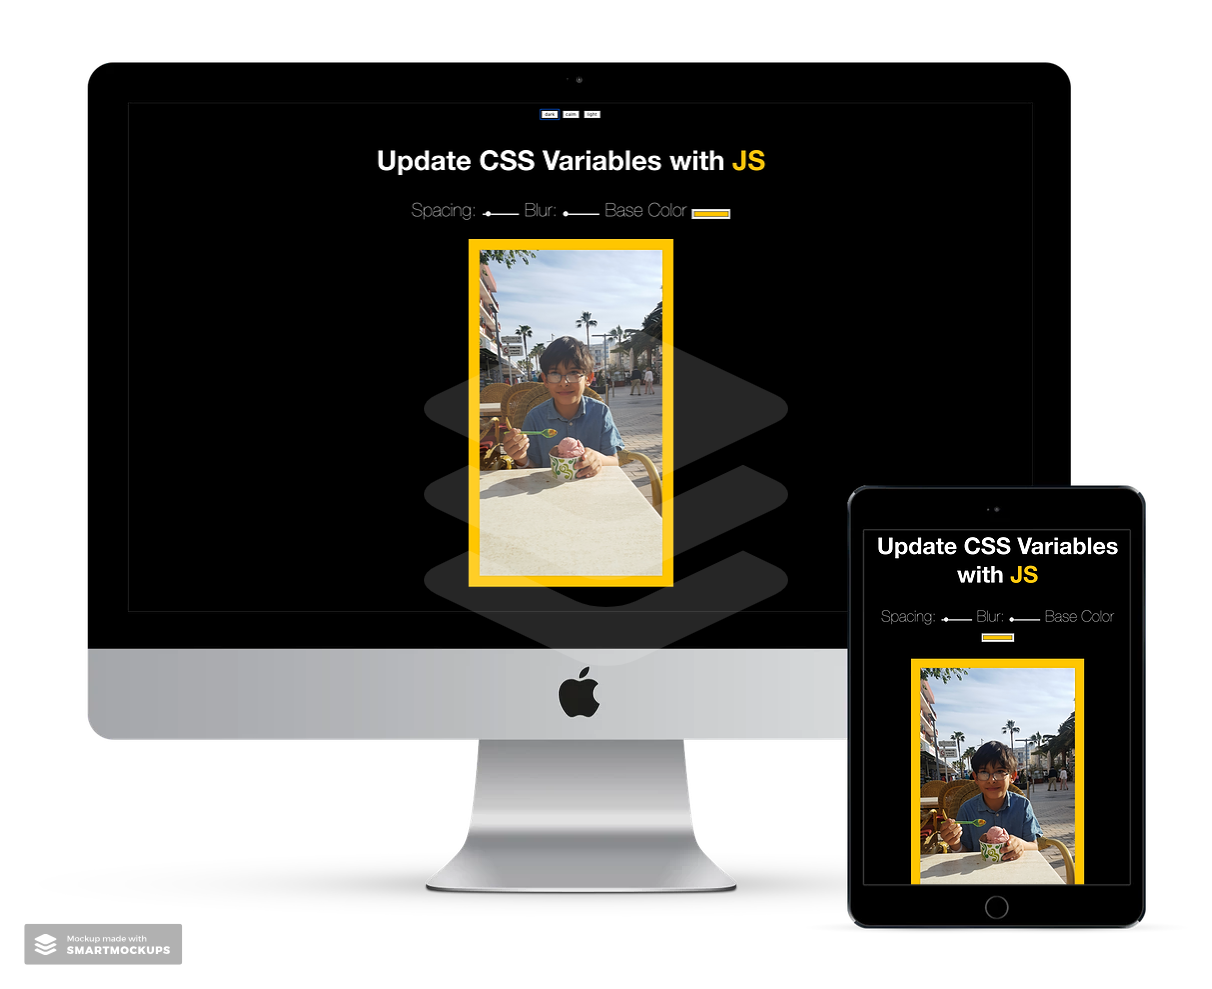 dark calm light
Update CSS Variables with JS
Spacing: Blur: Base Color
Update CSS Variables
with JS
Spacing: Blur: Base Color
Mockup made with
SMARTMOCKUPS